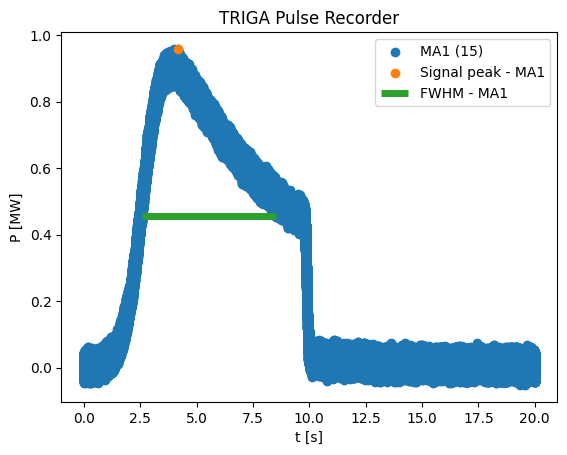 TRIGA Pulse Recorder
MA1 (15)
Signal peak - MA1
FWHM - MA1
P [MW]
1.0
0.8
0.6
0.4
0.2
0.0
0.0 2.5 5.0 7.5 10.0 12.5 15.0 17.5 20.0
t [s]